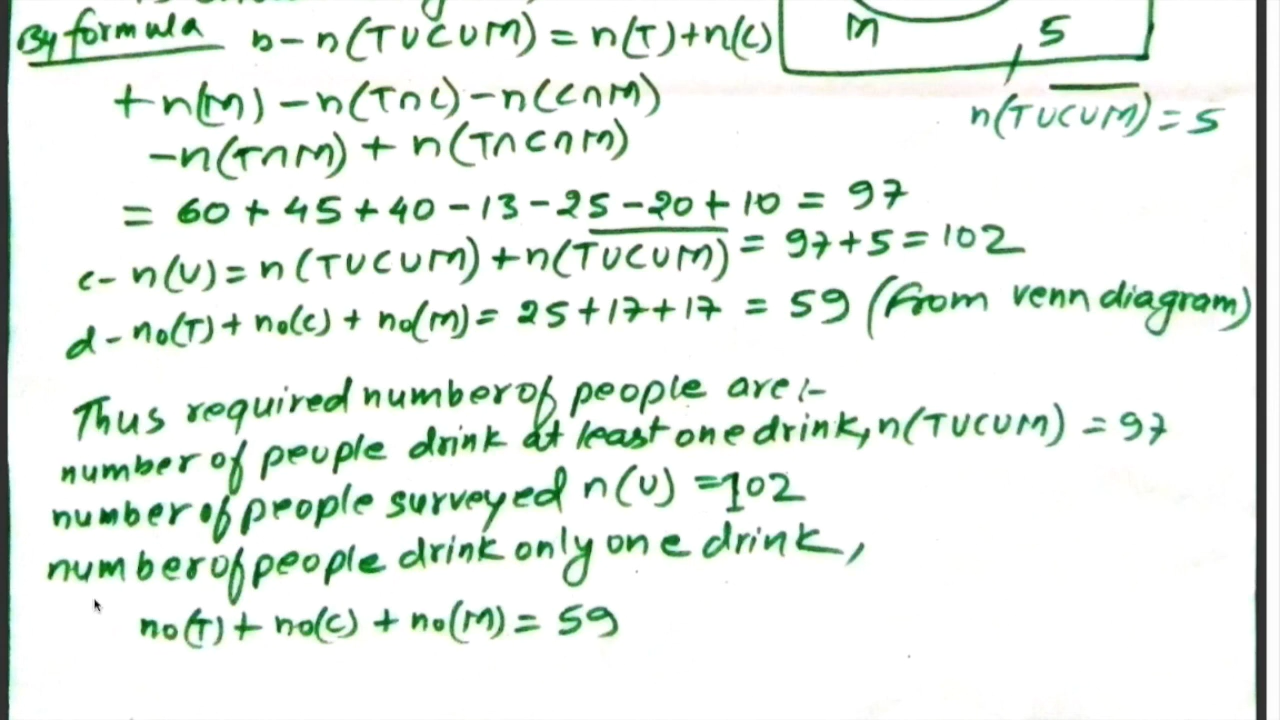 By formula b- n(TUCUM) = n(T)+n(C)
+ n(M) - n(T∩C) - n(C∩M)
- n(T∩M) + n(T∩C∩M)
= 60 + 45 + 40 - 13 - 25 - 20 + 10 = 97
c- n(U) = n(TUCUM) + n(T̅U̅C̅U̅M̅) = 97+5 = 102
d- no(T) + no(C) + no(M) = 25 + 17 + 17 = 59 (From venn diagram)
M 5
n(T̅U̅C̅U̅M̅) = 5
Thus required number of people are :-
number of people drink at least one drink, n(TUCUM) = 97
number of people surveyed n(U) = 102
number of people drink only one drink,
no(T) + no(C) + no(M) = 59